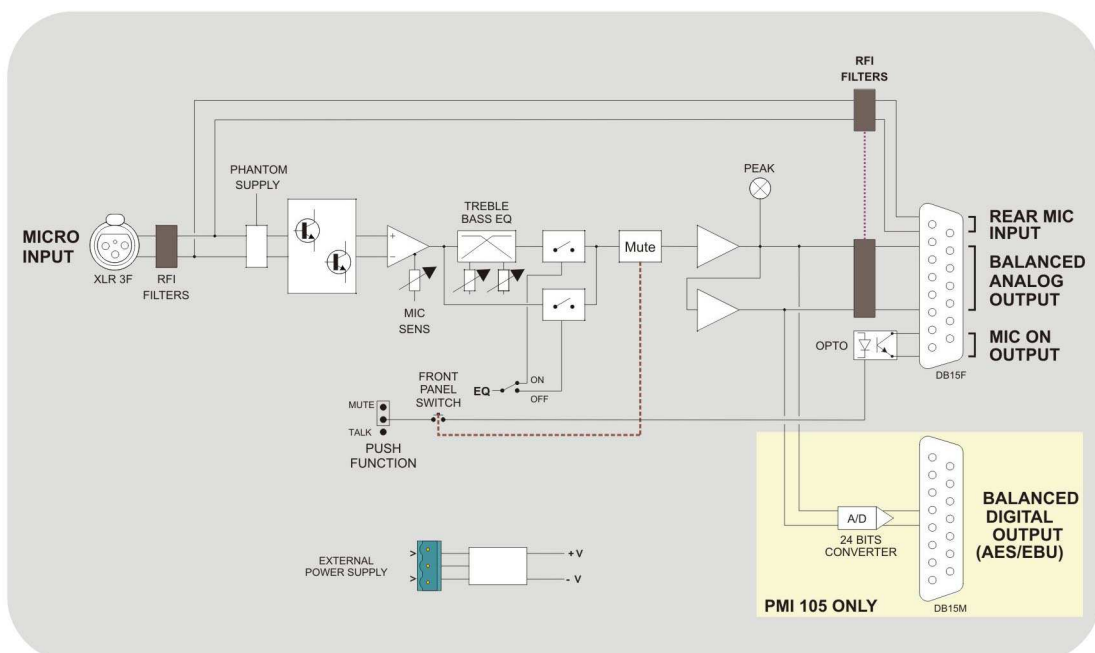 RFI
FILTERS
PEAK
PHANTOM
SUPPLY
TREBLE
BASS EQ
MICRO
INPUT
XLR 3F
RFI
FILTERS
+
-
Mute
MIC
SENS
REAR MIC
INPUT
BALANCED
ANALOG
OUTPUT
OPTO
MIC ON
OUTPUT
DB15F
EQ
ON
OFF
FRONT
PANEL
SWITCH
MUTE
TALK
PUSH
FUNCTION
A/D
24 BITS
CONVERTER
BALANCED
DIGITAL
OUTPUT
(AES/EBU)
EXTERNAL
POWER SUPPLY
>
>
+ V
- V
PMI 105 ONLY
DB15M